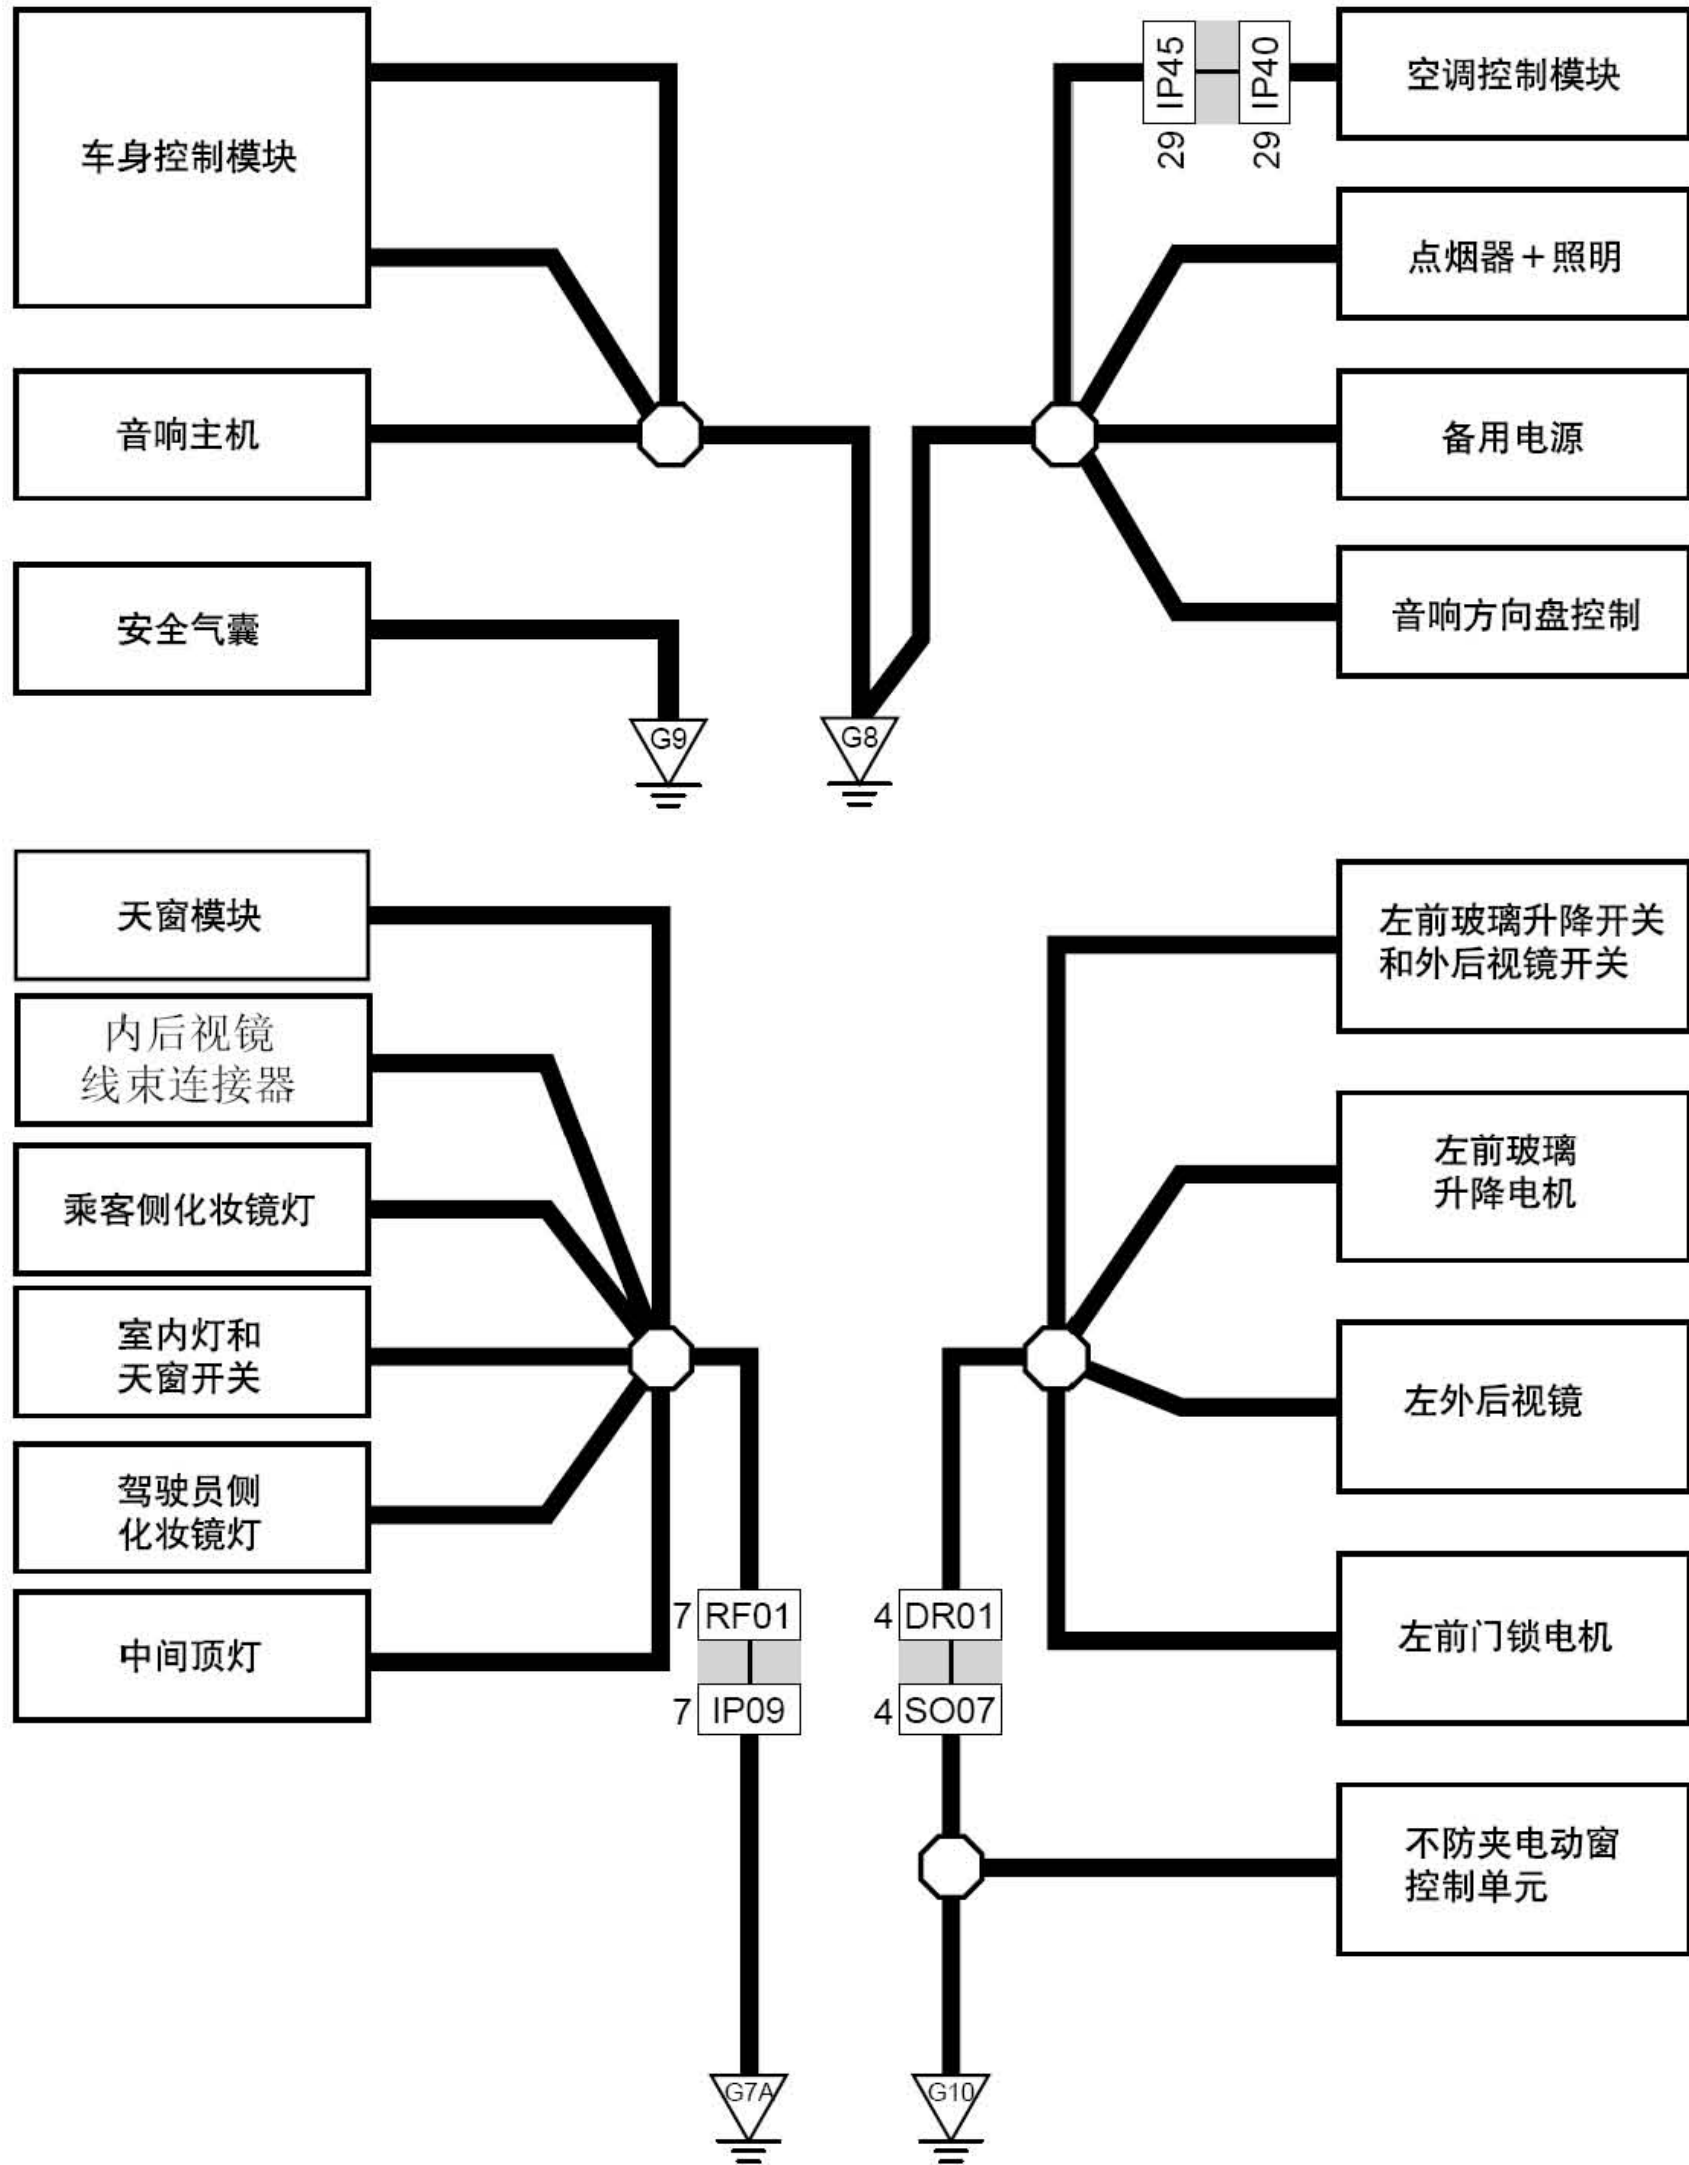 车身控制模块
IP45
IP40
29
29
空调控制模块
点烟器＋照明
音响主机
备用电源
安全气囊
音响方向盘控制
G9
G8
天窗模块
左前玻璃升降开关
和外后视镜开关
内后视镜
线束连接器
左前玻璃
升降电机
乘客侧化妆镜灯
室内灯和
天窗开关
左外后视镜
驾驶员侧
化妆镜灯
7 RF01
4 DR01
左前门锁电机
中间顶灯
7 IP09
4 SO07
不防夹电动窗
控制单元
G7A
G10